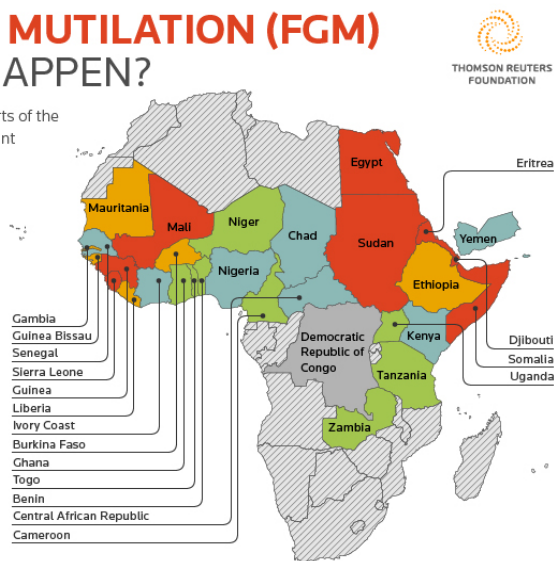 MUTILATION (FGM)
APPEN?
rts of the
nt
THOMSON REUTERS
FOUNDATION
Egypt
Eritrea
Mauritania
Mali
Niger
Chad
Sudan
Yemen
Nigeria
Ethiopia
Gambia
Guinea Bissau
Senegal
Sierra Leone
Guinea
Liberia
Ivory Coast
Burkina Faso
Ghana
Togo
Benin
Central African Republic
Cameroon
Democratic
Republic of
Congo
Kenya
Tanzania
Zambia
Djibouti
Somalia
Uganda